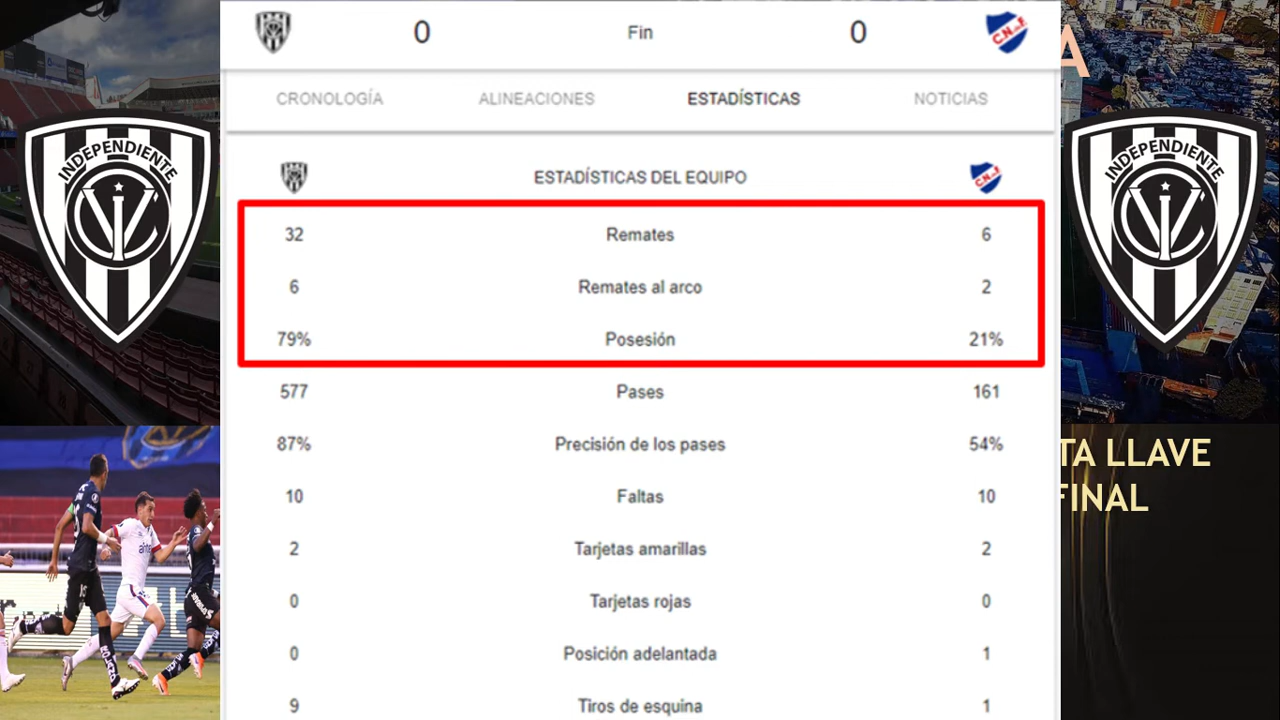 0 Fin 0
CRONOLOGÍA ALINEACIONES ESTADÍSTICAS NOTICIAS
ESTADÍSTICAS DEL EQUIPO
32 Remates 6
6 Remates al arco 2
79% Posesión 21%
577 Pases 161
87% Precisión de los pases 54%
10 Faltas 10
2 Tarjetas amarillas 2
0 Tarjetas rojas 0
0 Posición adelantada 1
9 Tiros de esquina 1
INDEPENDIENTE
INDEPENDIENTE
A
TA LLAVE
FINAL